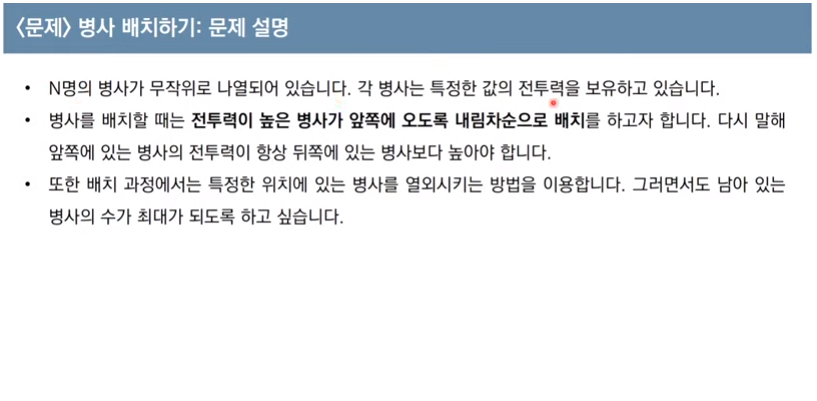 〈문제〉 병사 배치하기: 문제 설명
• N명의 병사가 무작위로 나열되어 있습니다. 각 병사는 특정한 값의 전투력을 보유하고 있습니다.
• 병사를 배치할 때는 전투력이 높은 병사가 앞쪽에 오도록 내림차순으로 배치를 하고자 합니다. 다시 말해
앞쪽에 있는 병사의 전투력이 항상 뒤쪽에 있는 병사보다 높아야 합니다.
• 또한 배치 과정에서는 특정한 위치에 있는 병사를 열외시키는 방법을 이용합니다. 그러면서도 남아 있는
병사의 수가 최대가 되도록 하고 싶습니다.